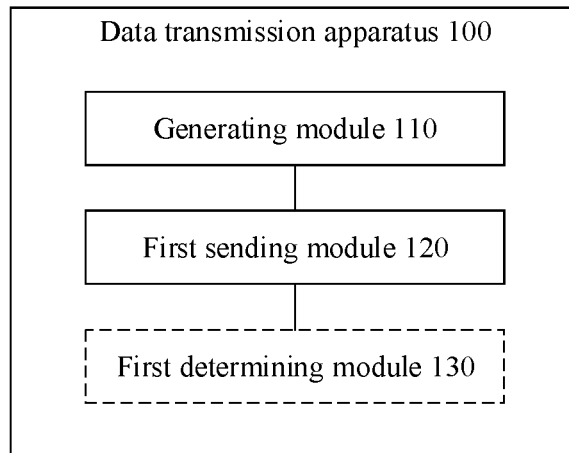 Data transmission apparatus 100
Generating module 110
First sending module 120
First determining module 130